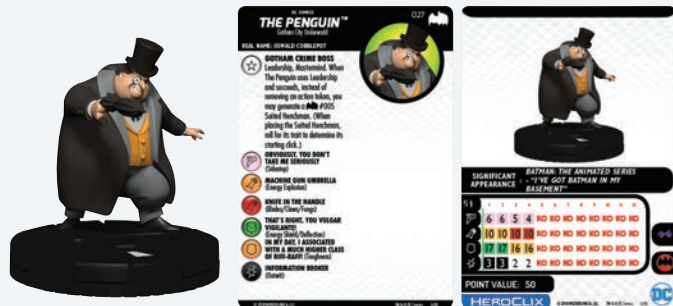 DC COMICS
THE PENGUIN™
Gotham City Underworld
027
REAL NAME: OSWALD COBBLEPOT
GOTHAM CRIME BOSS
Leadership, Mastermind. When
The Penguin uses Leadership
and succeeds, instead of
removing an action token, you
may generate a #005
Suited Henchman. (When
placing the Suited Henchman,
roll for its trait to determine its
starting click.)
OBVIOUSLY, YOU DON'T
TAKE ME SERIOUSLY
(Sidestep)
MACHINE GUN UMBRELLA
(Energy Explosion)
KNIFE IN THE HANDLE
(Blades/Claws/Fangs)
THAT'S RIGHT, YOU VULGAR
VIGILANTE!
(Energy Shield/Deflection)
IN MY DAY, I ASSOCIATED
WITH A MUCH HIGHER CLASS
OF RIFF-RAFF! (Toughness)
INFORMATION BROKER
(Outwit)
SIGNIFICANT
APPEARANCE :
BATMAN: THE ANIMATED SERIES
- "I'VE GOT BATMAN IN MY
BASEMENT"
5
1 2 3 4 5 6 7 8 9 10 11 12
6 6 5 4 KO KO KO KO KO KO KO KO
10 10 10 10 KO KO KO KO KO KO KO KO
17 17 16 16 KO KO KO KO KO KO KO KO
3 3 2 2 KO KO KO KO KO KO KO KO
POINT VALUE: 50
HEROCLIX
DC